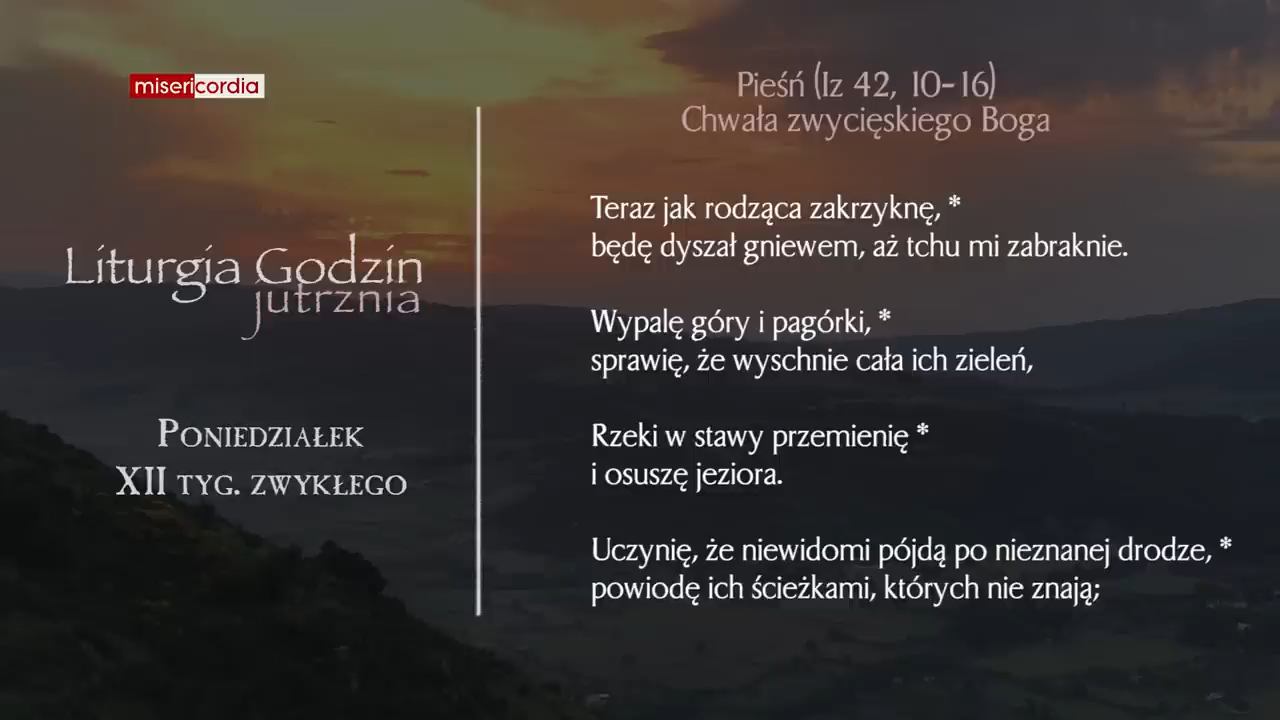 misericordia
Liturgia Godzin
jutrznia
Poniedziałek
XII tyg. zwykłego
Pieśń (Iz 42, 10-16)
Chwała zwycięskiego Boga
Teraz jak rodząca zakrzyknę, *
będę dyszał gniewem, aż tchu mi zabraknie.
Wypalę góry i pagórki, *
sprawię, że wyschnie cała ich zieleń,
Rzeki w stawy przemienię *
i osuszę jeziora.
Uczynię, że niewidomi pójdą po nieznanej drodze, *
powiodę ich ścieżkami, których nie znają;